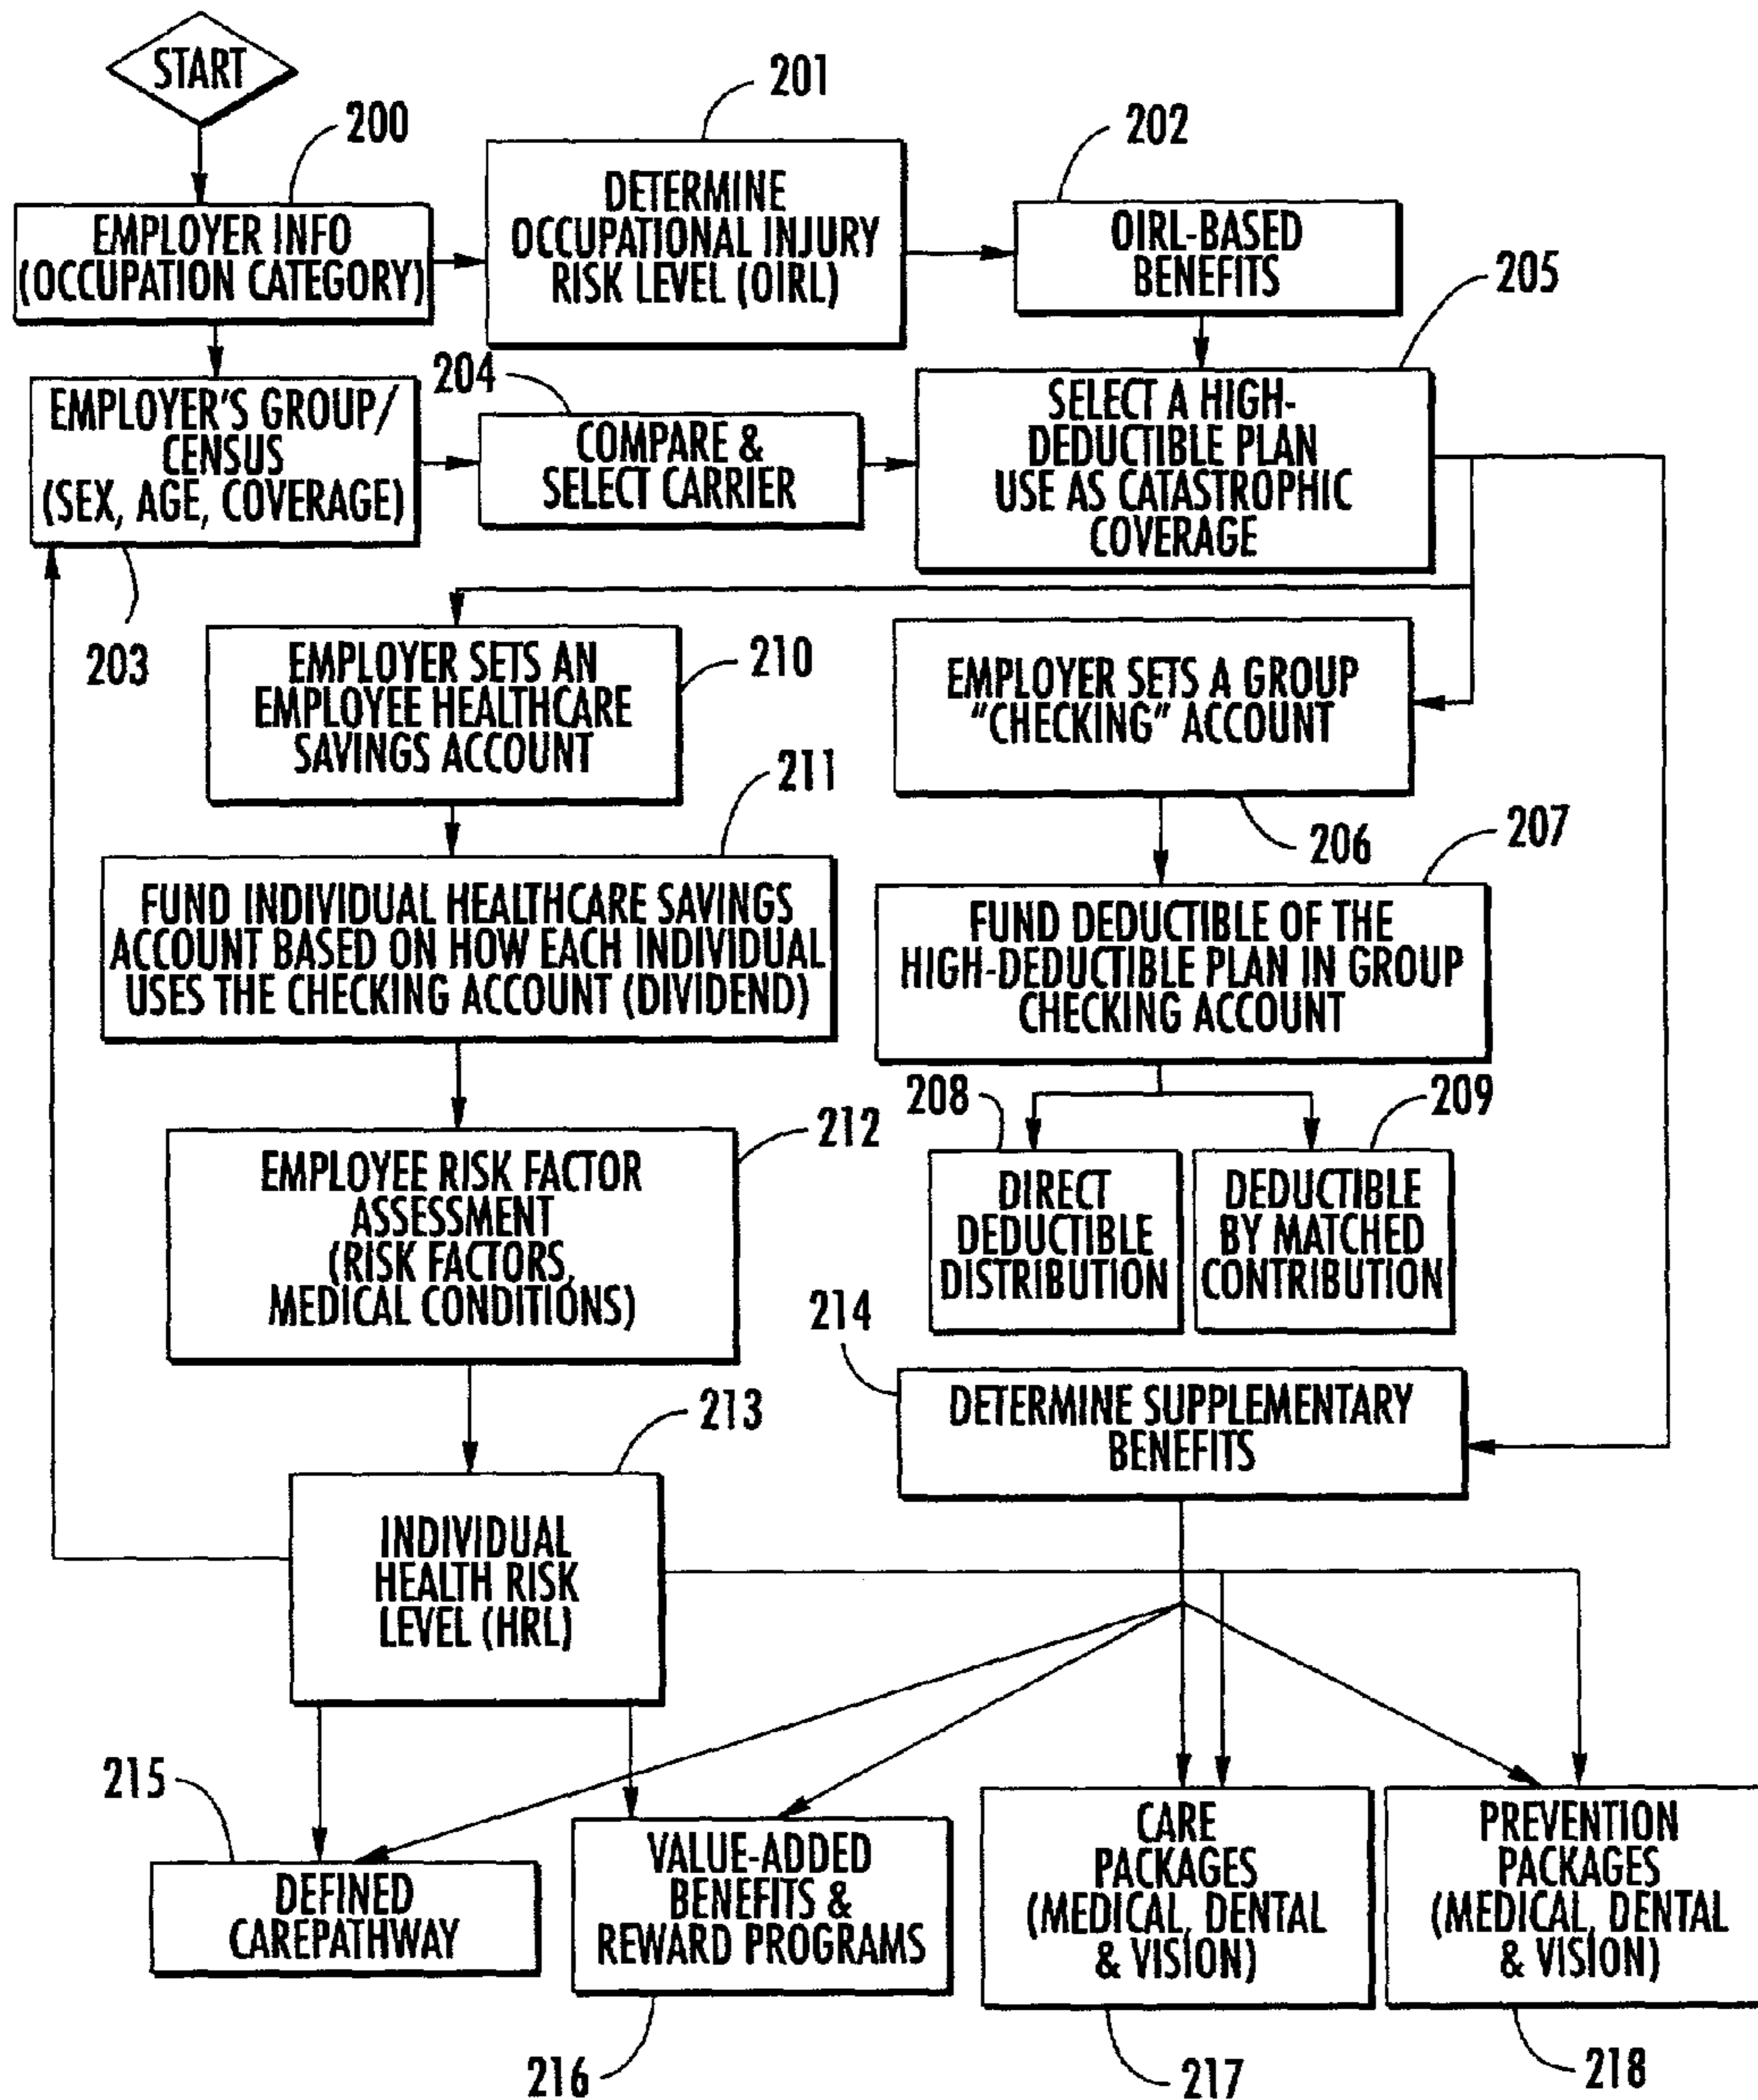 START
200
EMPLOYER INFO
(OCCUPATION CATEGORY)
201
DETERMINE
OCCUPATIONAL INJURY
RISK LEVEL (OIRL)
202
OIRL-BASED
BENEFITS
203
EMPLOYER'S GROUP/
CENSUS
(SEX, AGE, COVERAGE)
204
COMPARE &
SELECT CARRIER
205
SELECT A HIGH-
DEDUCTIBLE PLAN
USE AS CATASTROPHIC
COVERAGE
210
EMPLOYER SETS AN
EMPLOYEE HEALTHCARE
SAVINGS ACCOUNT
EMPLOYER SETS A GROUP
"CHECKING" ACCOUNT
206
211
FUND INDIVIDUAL HEALTHCARE SAVINGS
ACCOUNT BASED ON HOW EACH INDIVIDUAL
USES THE CHECKING ACCOUNT (DIVIDEND)
207
FUND DEDUCTIBLE OF THE
HIGH-DEDUCTIBLE PLAN IN GROUP
CHECKING ACCOUNT
212
EMPLOYEE RISK FACTOR
ASSESSMENT
(RISK FACTORS,
MEDICAL CONDITIONS)
208
DIRECT
DEDUCTIBLE
DISTRIBUTION
209
DEDUCTIBLE
BY MATCHED
CONTRIBUTION
214
DETERMINE SUPPLEMENTARY
BENEFITS
213
INDIVIDUAL
HEALTH RISK
LEVEL (HRL)
215
DEFINED
CAREPATHWAY
VALUE-ADDED
BENEFITS &
REWARD PROGRAMS
216
CARE
PACKAGES
(MEDICAL, DENTAL
& VISION)
217
PREVENTION
PACKAGES
(MEDICAL, DENTAL
& VISION)
218